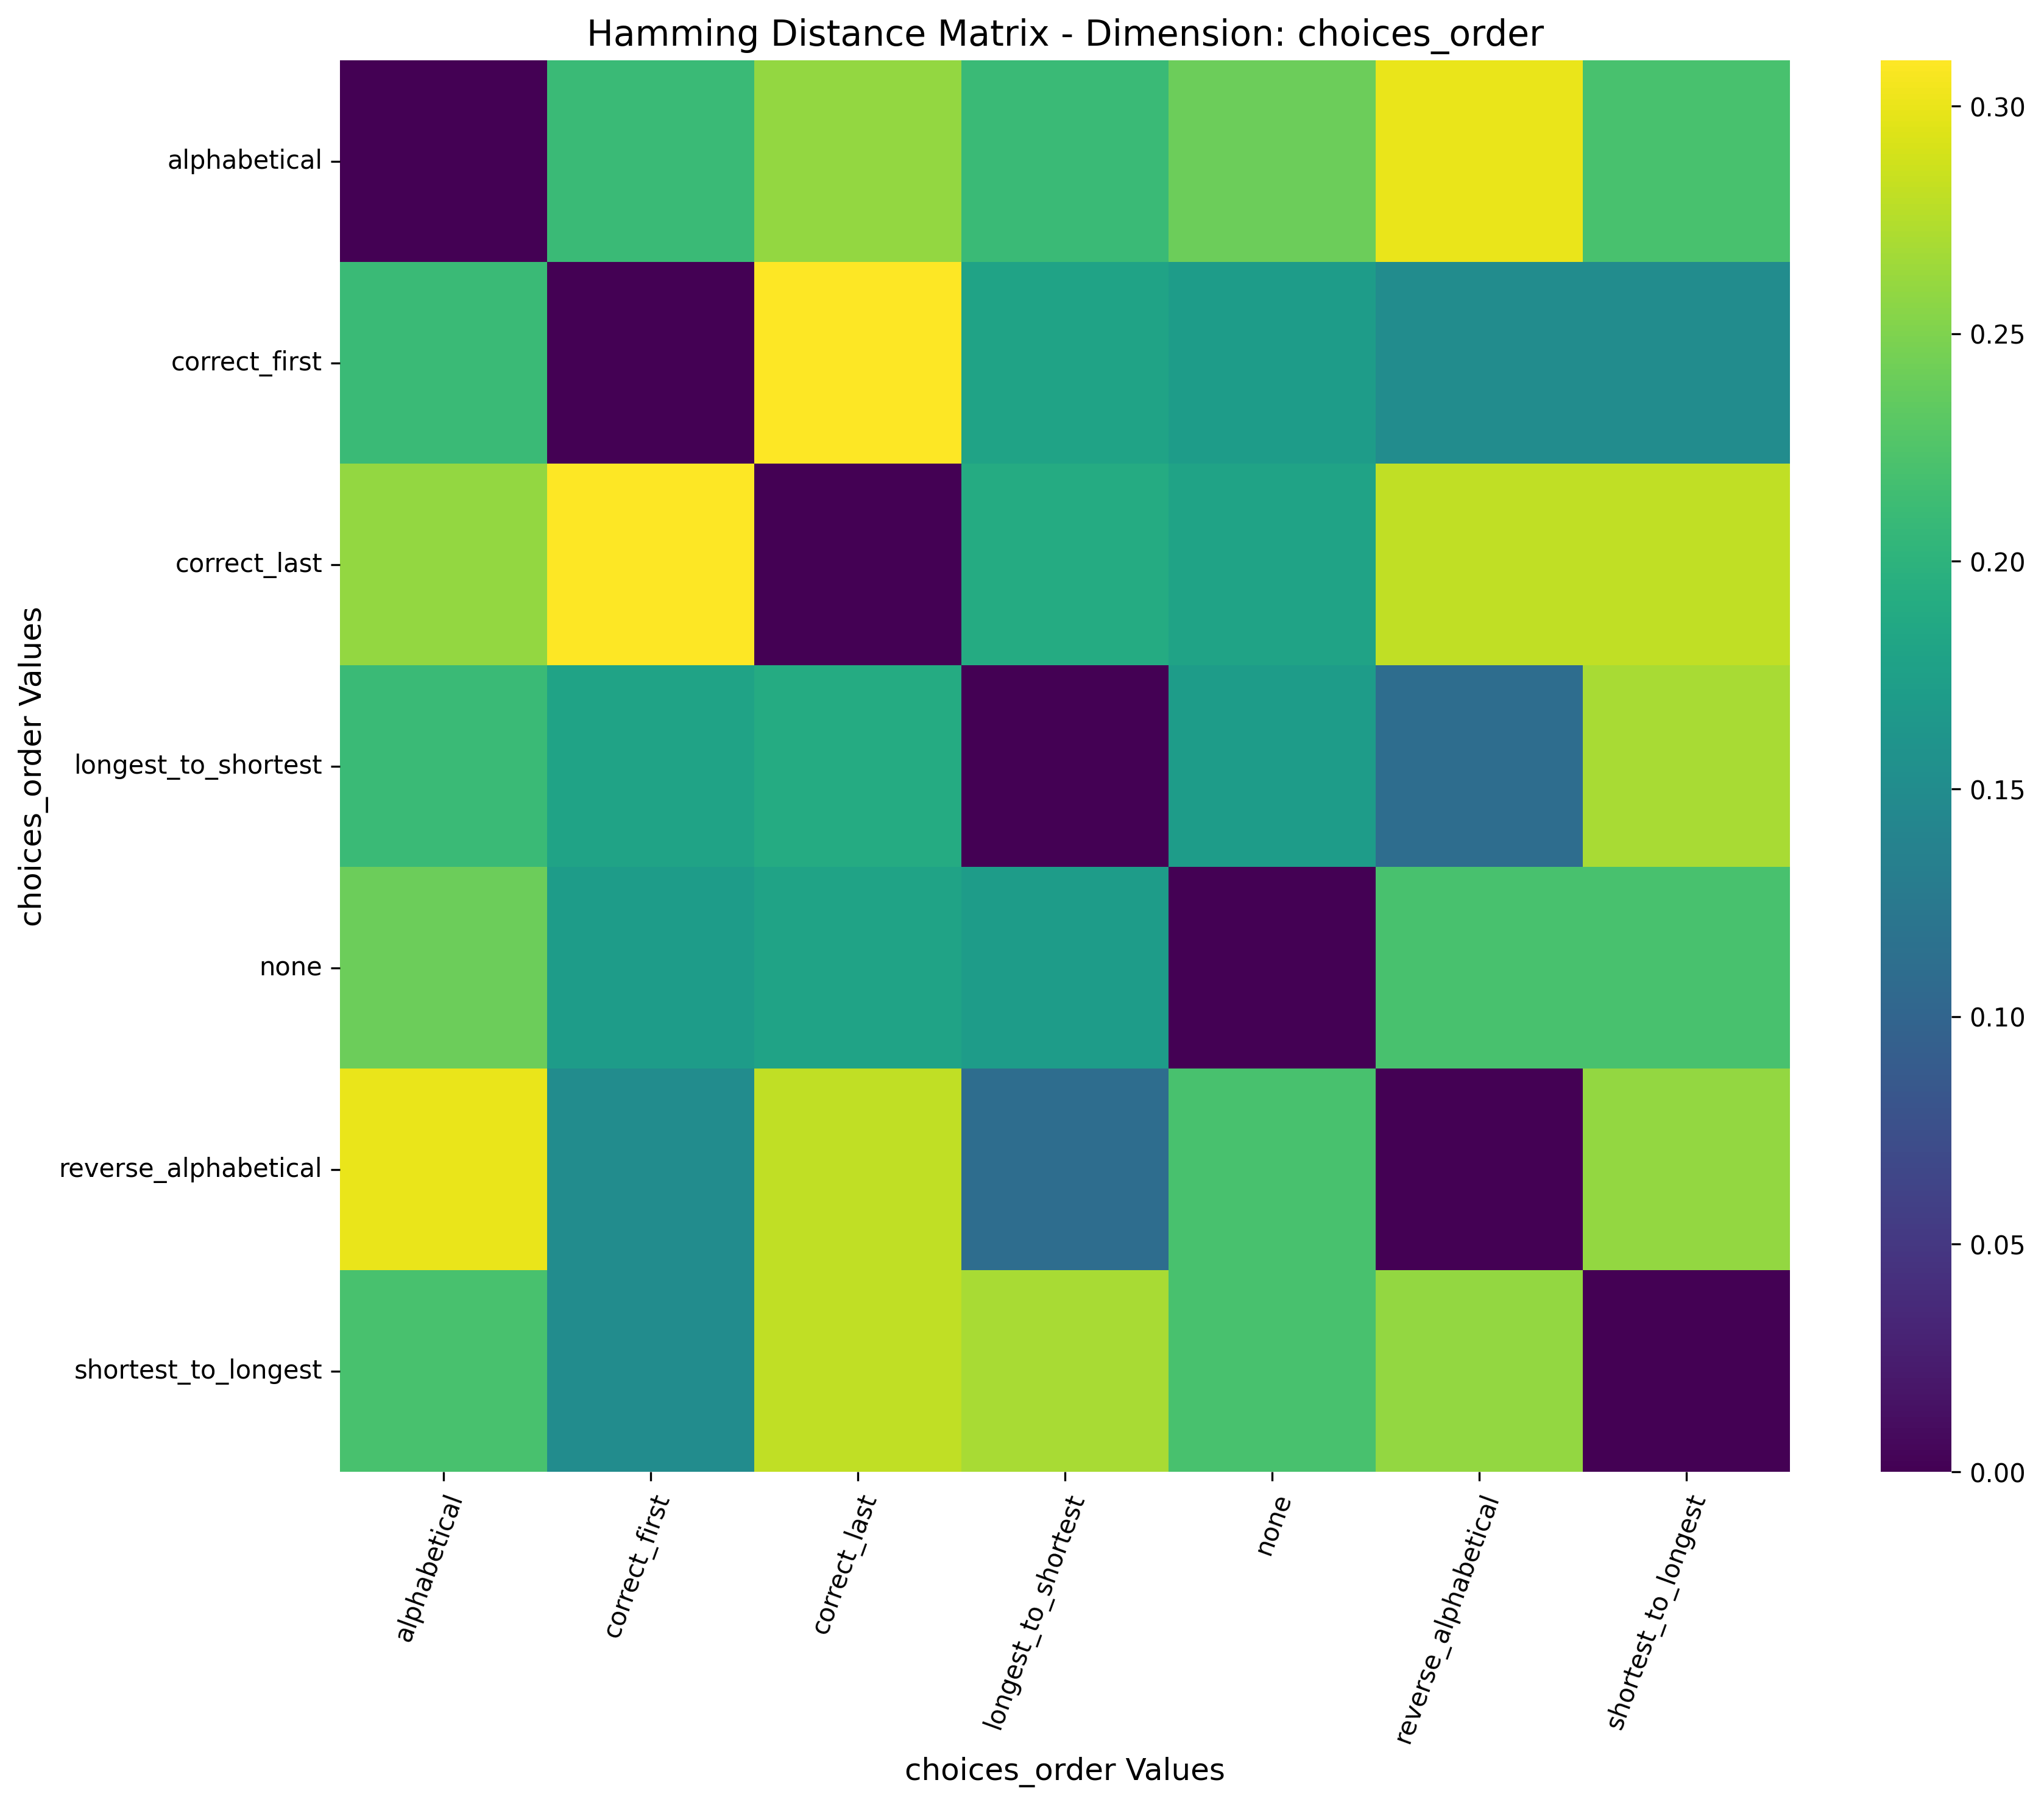 Hamming Distance Matrix - Dimension: choices_order
choices_order Values
alphabetical
correct_first
correct_last
longest_to_shortest
none
reverse_alphabetical
shortest_to_longest
alphabetical
correct_first
correct_last
longest_to_shortest
none
reverse_alphabetical
shortest_to_longest
choices_order Values
0.30
0.25
0.20
0.15
0.10
0.05
0.00